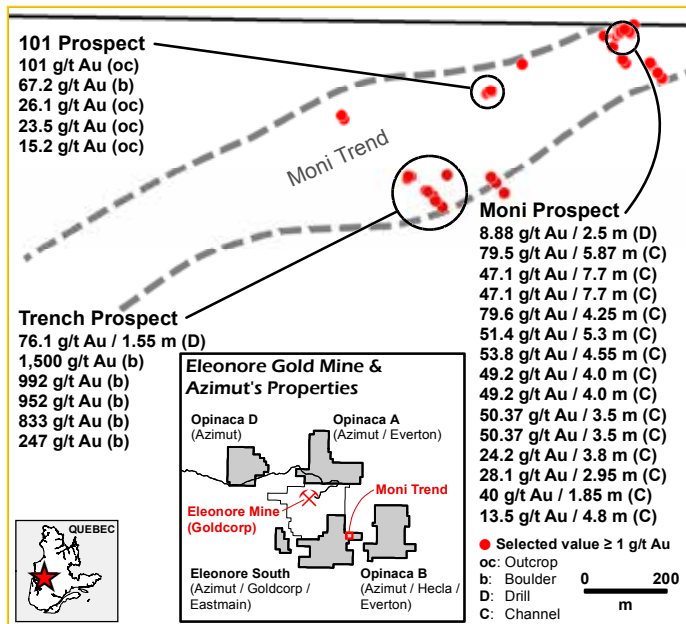 101 Prospect
101 g/t Au (oc)
67.2 g/t Au (b)
26.1 g/t Au (oc)
23.5 g/t Au (oc)
15.2 g/t Au (oc)
Moni Trend
Moni Prospect
8.88 g/t Au / 2.5 m (D)
79.5 g/t Au / 5.87 m (C)
47.1 g/t Au / 7.7 m (C)
47.1 g/t Au / 7.7 m (C)
79.6 g/t Au / 4.25 m (C)
51.4 g/t Au / 5.3 m (C)
53.8 g/t Au / 4.55 m (C)
49.2 g/t Au / 4.0 m (C)
49.2 g/t Au / 4.0 m (C)
50.37 g/t Au / 3.5 m (C)
50.37 g/t Au / 3.5 m (C)
24.2 g/t Au / 3.8 m (C)
28.1 g/t Au / 2.95 m (C)
40 g/t Au / 1.85 m (C)
13.5 g/t Au / 4.8 m (C)
Trench Prospect
76.1 g/t Au / 1.55 m (D)
1,500 g/t Au (b)
992 g/t Au (b)
952 g/t Au (b)
833 g/t Au (b)
247 g/t Au (b)
Eleonore Gold Mine &
Azimut's Properties
Opinaca D
(Azimut)
Opinaca A
(Azimut / Everton)
Eleonore Mine
(Goldcorp)
Moni Trend
Eleonore South
(Azimut / Goldcorp /
Eastmain)
Opinaca B
(Azimut / Hecla /
Everton)
QUEBEC
Selected value ≥ 1 g/t Au
oc: Outcrop
b: Boulder
D: Drill
C: Channel
0 200
m